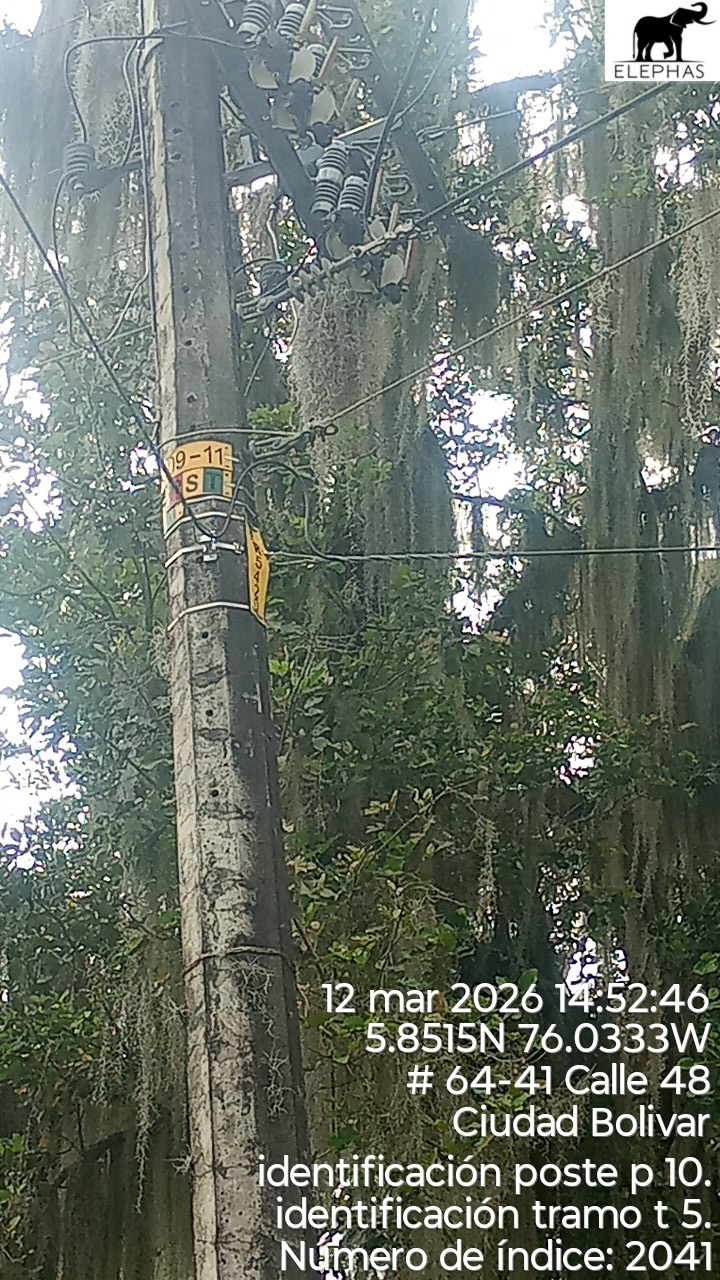 ELEPHAS
09-11
S
12 mar 2026 14:52:46
5.8515N 76.0333W
# 64-41 Calle 48
Ciudad Bolivar
identificación poste p 10.
identificación tramo t 5.
Número de índice: 2041